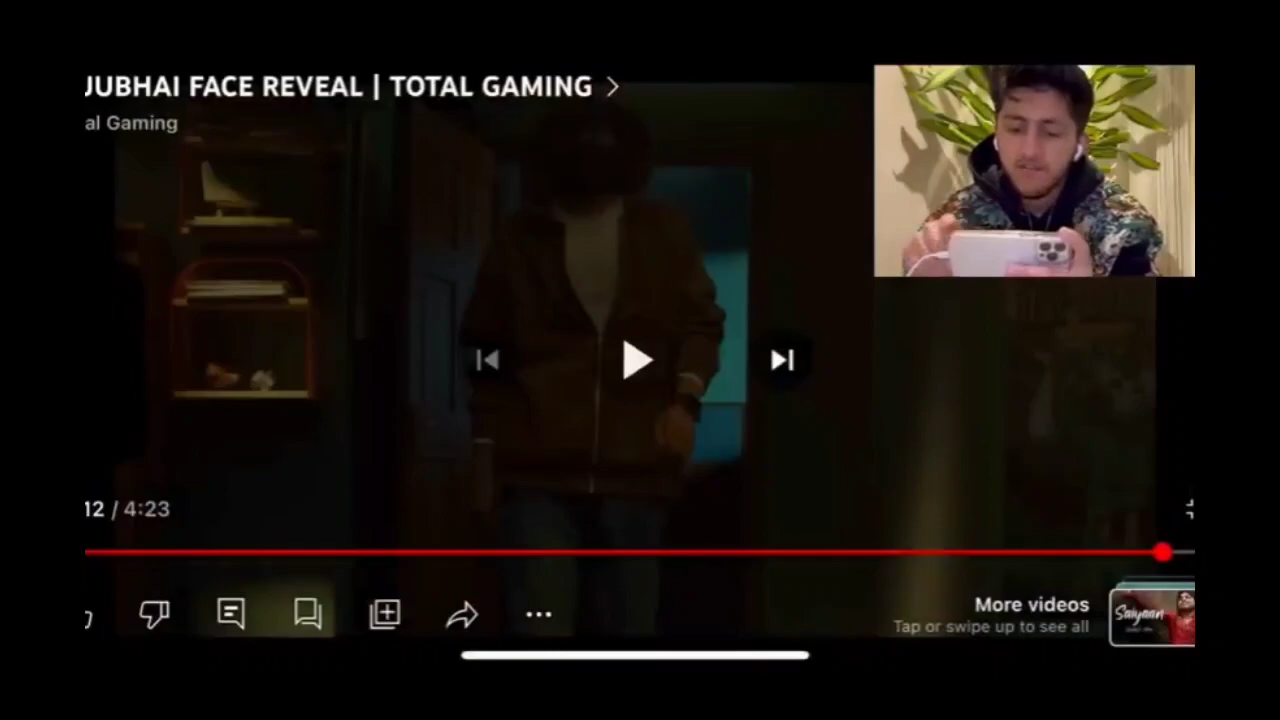 JUBHAI FACE REVEAL | TOTAL GAMING
al Gaming
12 / 4:23
More videos
Tap or swipe up to see all
Saiyaan